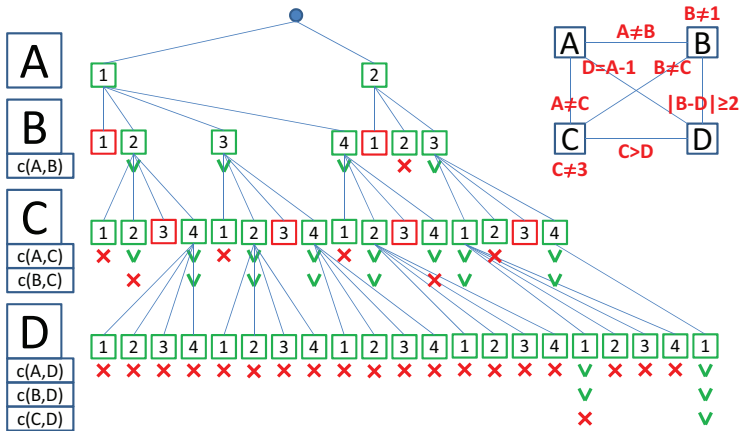 B≠1
A A≠B B
D=A-1 B≠C
A≠C |B-D|≥2
C C>D D
C≠3
A 1 2
B 1 2 3 4 1 2 3
c(A,B)
C 1 2 3 4 1 2 3 4 1 2 3 4 1 2 3 4
c(A,C)
c(B,C)
D 1 2 3 4 1 2 3 4 1 2 3 4 1 2 3 4 1 2 3 4 1
c(A,D)
c(B,D)
c(C,D)